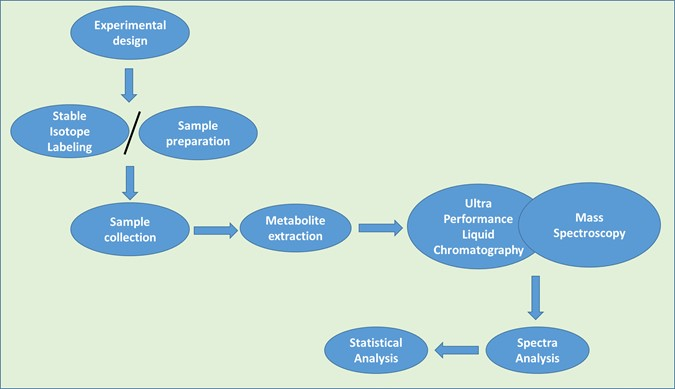 Experimental
design
Stable
Isotope
Labeling
/
Sample
preparation
Sample
collection
Metabolite
extraction
Ultra
Performance
Liquid
Chromatography
Mass
Spectroscopy
Spectra
Analysis
Statistical
Analysis